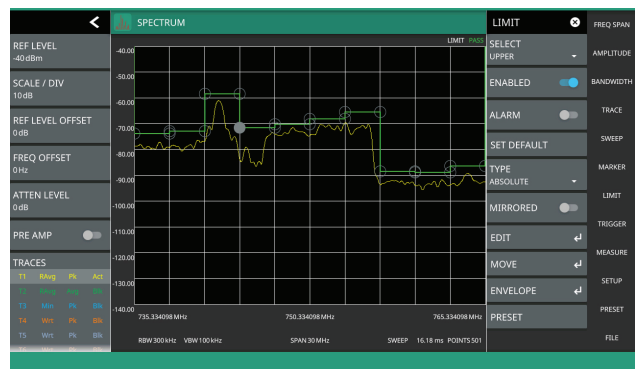 SPECTRUM
REF LEVEL
-40 dBm
SCALE / DIV
10 dB
REF LEVEL OFFSET
0 dB
FREQ OFFSET
0 Hz
ATTEN LEVEL
0 dB
PRE AMP
TRACES
T1 RAvg Pk Act
T2 RAvg Avg Blk
T3 Min Pk Blk
T4 Wrt Pk Blk
T5 Wrt Pk Blk
LIMIT PASS
-40.00
-50.00
-60.00
-70.00
-80.00
-90.00
-100.00
-110.00
-120.00
-130.00
-140.00
735.334098 MHz 750.334098 MHz 765.334098 MHz
RBW 300 kHz VBW 100 kHz SPAN 30 MHz SWEEP 16.18 ms POINTS 501
LIMIT
SELECT
UPPER
ENABLED
ALARM
SET DEFAULT
TYPE
ABSOLUTE
MIRRORED
EDIT
MOVE
ENVELOPE
PRESET
FREQ SPAN
AMPLITUDE
BANDWIDTH
TRACE
SWEEP
MARKER
LIMIT
TRIGGER
MEASURE
SETUP
PRESET
FILE